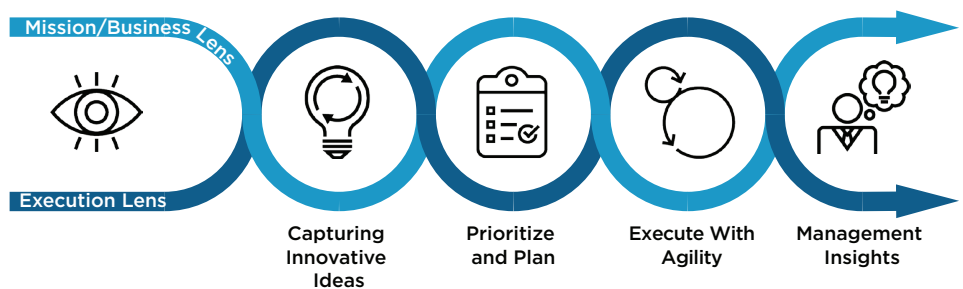 Mission/Business Lens
Execution Lens
Capturing
Innovative
Ideas
Prioritize
and Plan
Execute With
Agility
Management
Insights